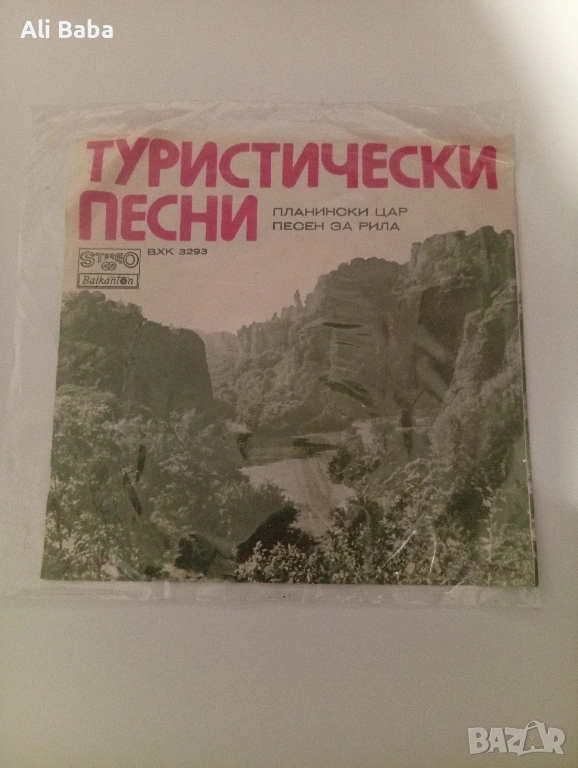 Ali Baba
ТУРИСТИЧЕСКИ
ПЕСНИ
ПЛАНИНСКИ ЦАР
ПЕСЕН ЗА РИЛА
ВХК 3293
STEREO
Balkanton
BAZAR